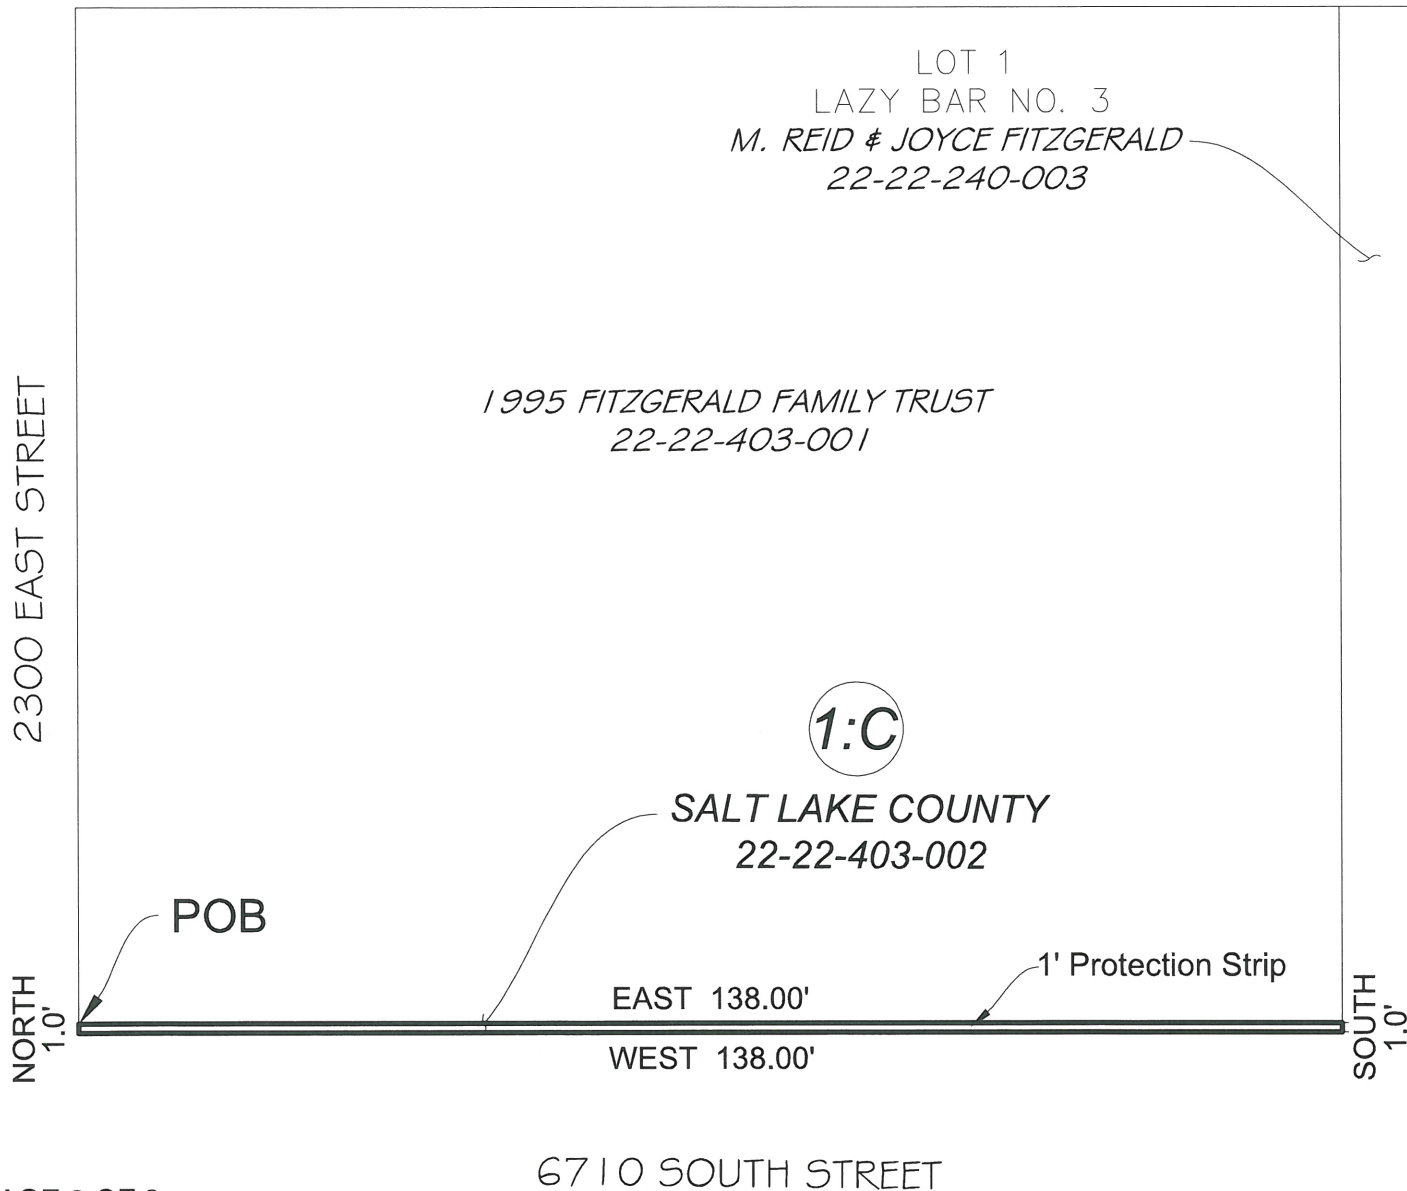 LOT 1
LAZY BAR NO. 3
M. REID & JOYCE FITZGERALD
22-22-240-003
2300 EAST STREET
1995 FITZGERALD FAMILY TRUST
22-22-403-001
1:C
SALT LAKE COUNTY
22-22-403-002
POB
1' Protection Strip
NORTH
1.0'
EAST 138.00'
WEST 138.00'
SOUTH
1.0'
6710 SOUTH STREET